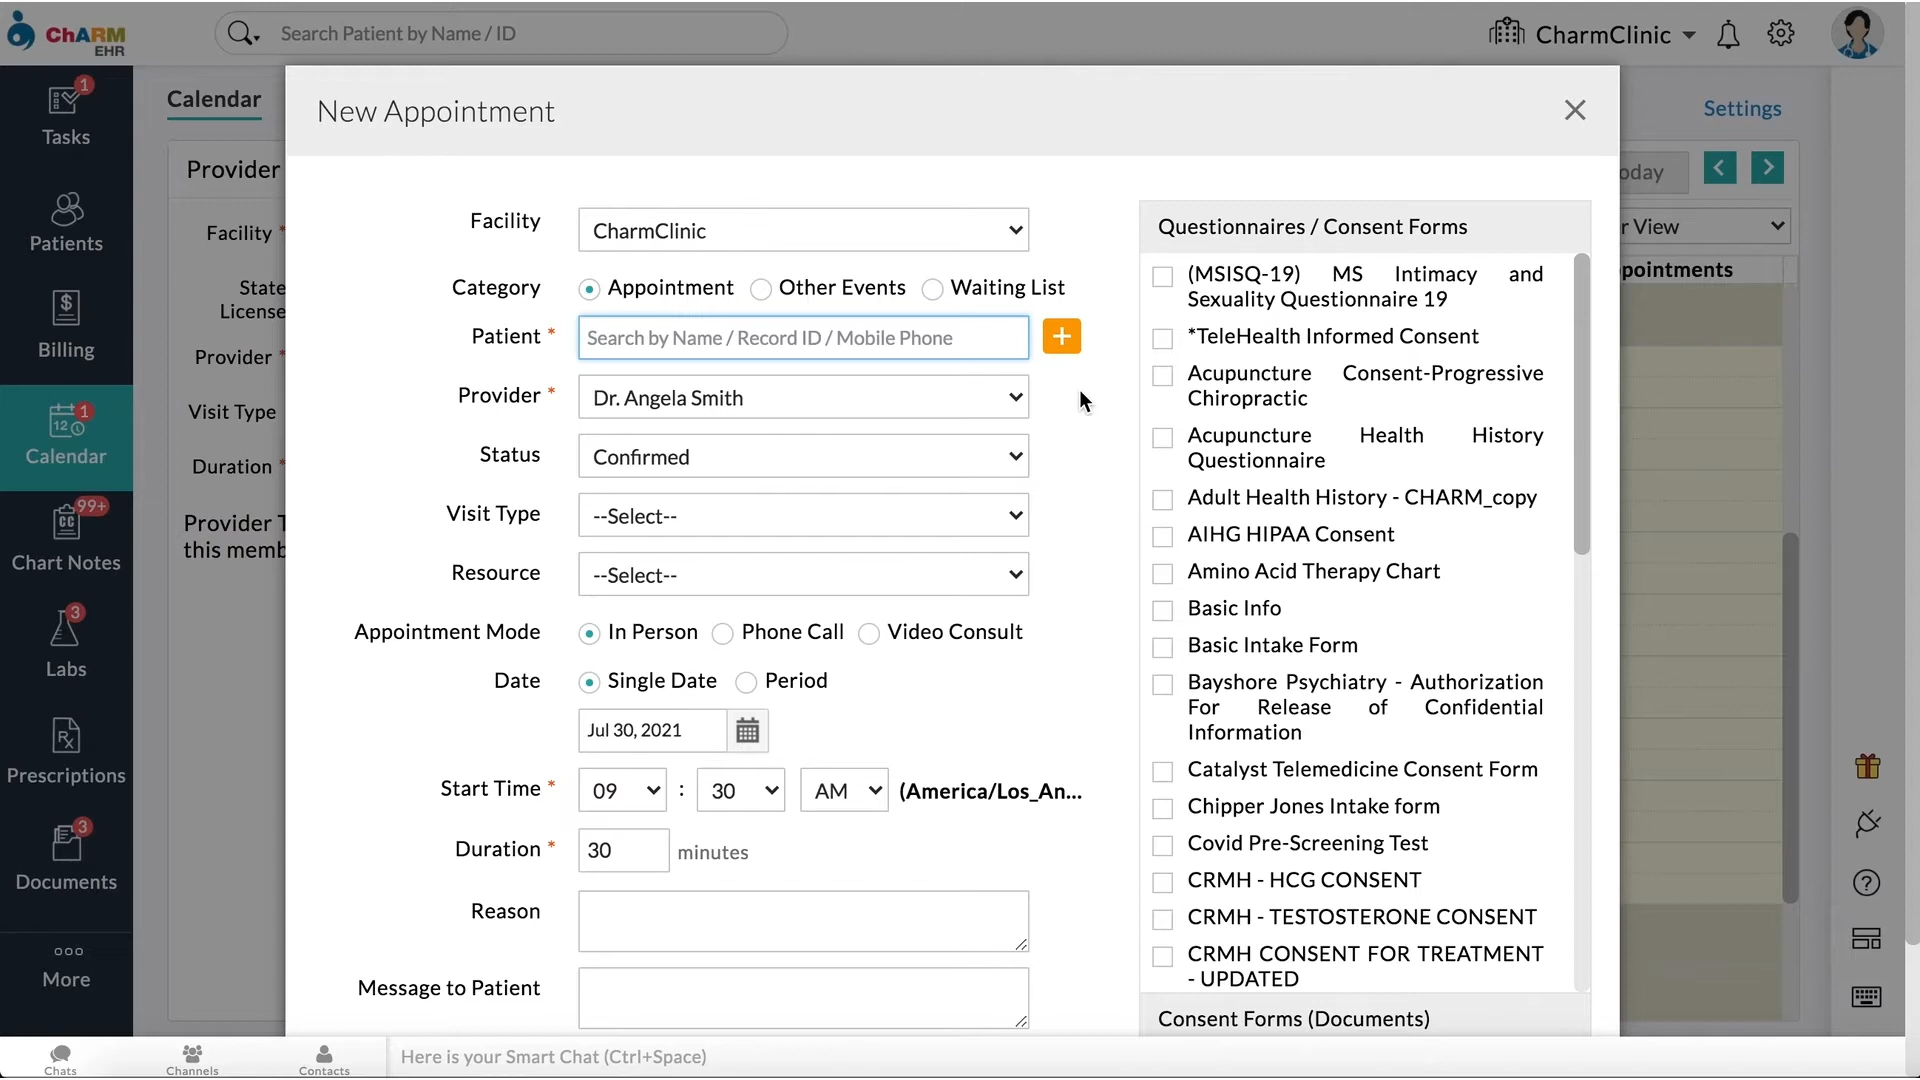 ChARM
EHR
Search Patient by Name / ID
CharmClinic
1
Tasks
Patients
Billing
1
12
Calendar
99+
CC
Chart Notes
3
Labs
Rx
Prescriptions
3
Documents
More
Calendar
Settings
Provider
Facility *
State
License
Provider *
Visit Type
Duration *
Provider T
this memb
oday
r View
pointments
New Appointment
Facility
CharmClinic
Category
Appointment
Other Events
Waiting List
Patient *
Search by Name / Record ID / Mobile Phone
+
Provider *
Dr. Angela Smith
Status
Confirmed
Visit Type
--Select--
Resource
--Select--
Appointment Mode
In Person
Phone Call
Video Consult
Date
Single Date
Period
Jul 30, 2021
Start Time *
09
:
30
AM
(America/Los_An...
Duration *
30
minutes
Reason
Message to Patient
Questionnaires / Consent Forms
(MSISQ-19) MS Intimacy and
Sexuality Questionnaire 19
*TeleHealth Informed Consent
Acupuncture Consent-Progressive
Chiropractic
Acupuncture Health History
Questionnaire
Adult Health History - CHARM_copy
AIHG HIPAA Consent
Amino Acid Therapy Chart
Basic Info
Basic Intake Form
Bayshore Psychiatry - Authorization
For Release of Confidential
Information
Catalyst Telemedicine Consent Form
Chipper Jones Intake form
Covid Pre-Screening Test
CRMH - HCG CONSENT
CRMH - TESTOSTERONE CONSENT
CRMH CONSENT FOR TREATMENT
- UPDATED
Consent Forms (Documents)
Chats
Channels
Contacts
Here is your Smart Chat (Ctrl+Space)